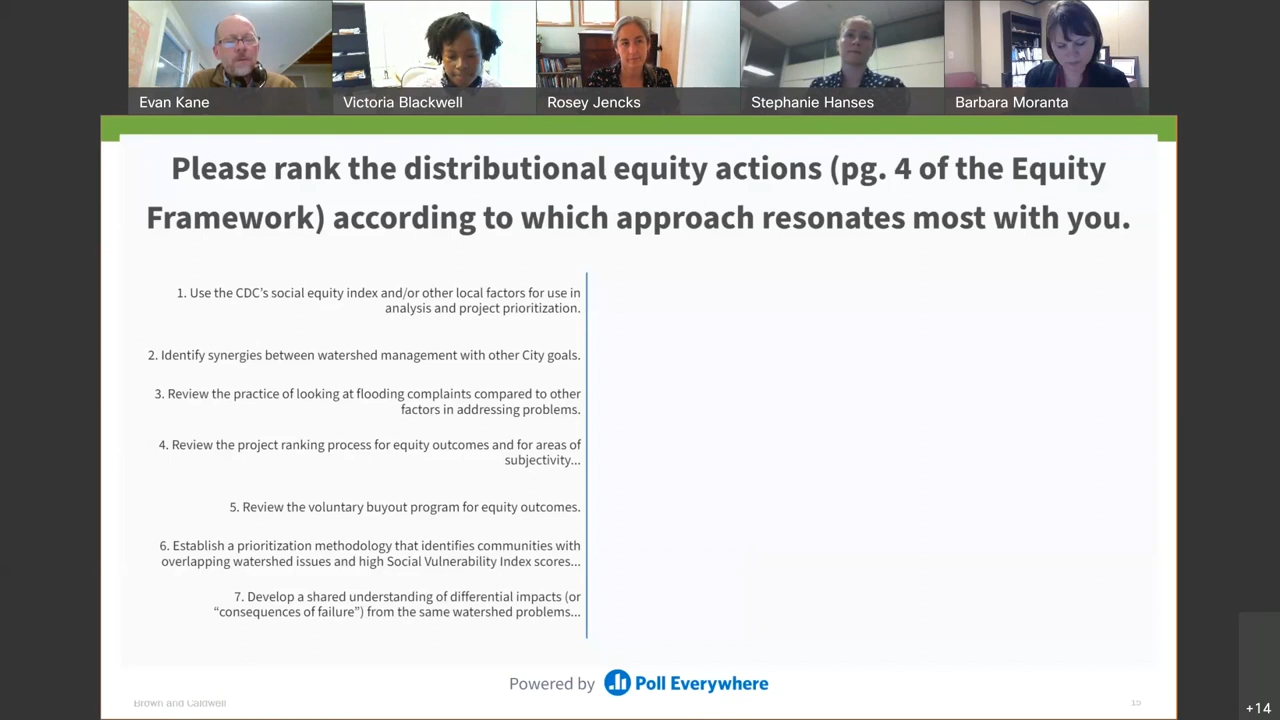 Evan Kane
Victoria Blackwell
Rosey Jencks
Stephanie Hanses
Barbara Moranta
Please rank the distributional equity actions (pg. 4 of the Equity
Framework) according to which approach resonates most with you.
1. Use the CDC's social equity index and/or other local factors for use in
analysis and project prioritization.
2. Identify synergies between watershed management with other City goals.
3. Review the practice of looking at flooding complaints compared to other
factors in addressing problems.
4. Review the project ranking process for equity outcomes and for areas of
subjectivity...
5. Review the voluntary buyout program for equity outcomes.
6. Establish a prioritization methodology that identifies communities with
overlapping watershed issues and high Social Vulnerability Index scores...
7. Develop a shared understanding of differential impacts (or
“consequences of failure”) from the same watershed problems...
Powered by Poll Everywhere
Brown and Caldwell
15
+14